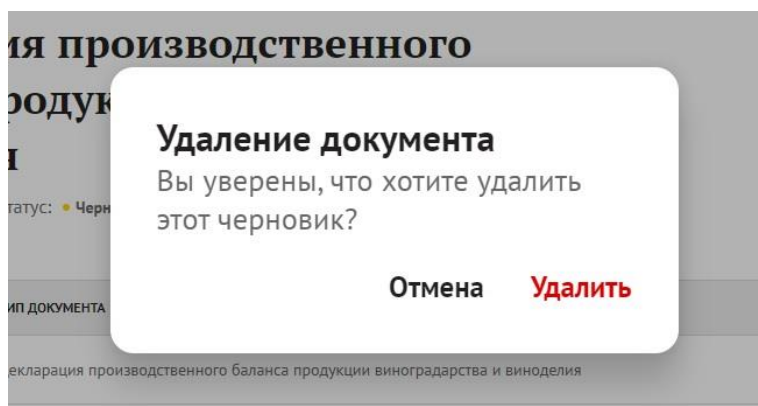 ия производственного
родук
я
татус: • Черн
Удаление документа
Вы уверены, что хотите удалить
этот черновик?
Отмена Удалить
ип документа
екларация производственного баланса продукции виноградарства и виноделия